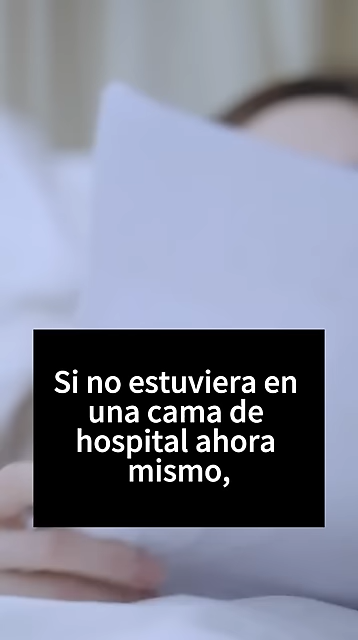 Si no estuviera en
una cama de
hospital ahora
mismo,